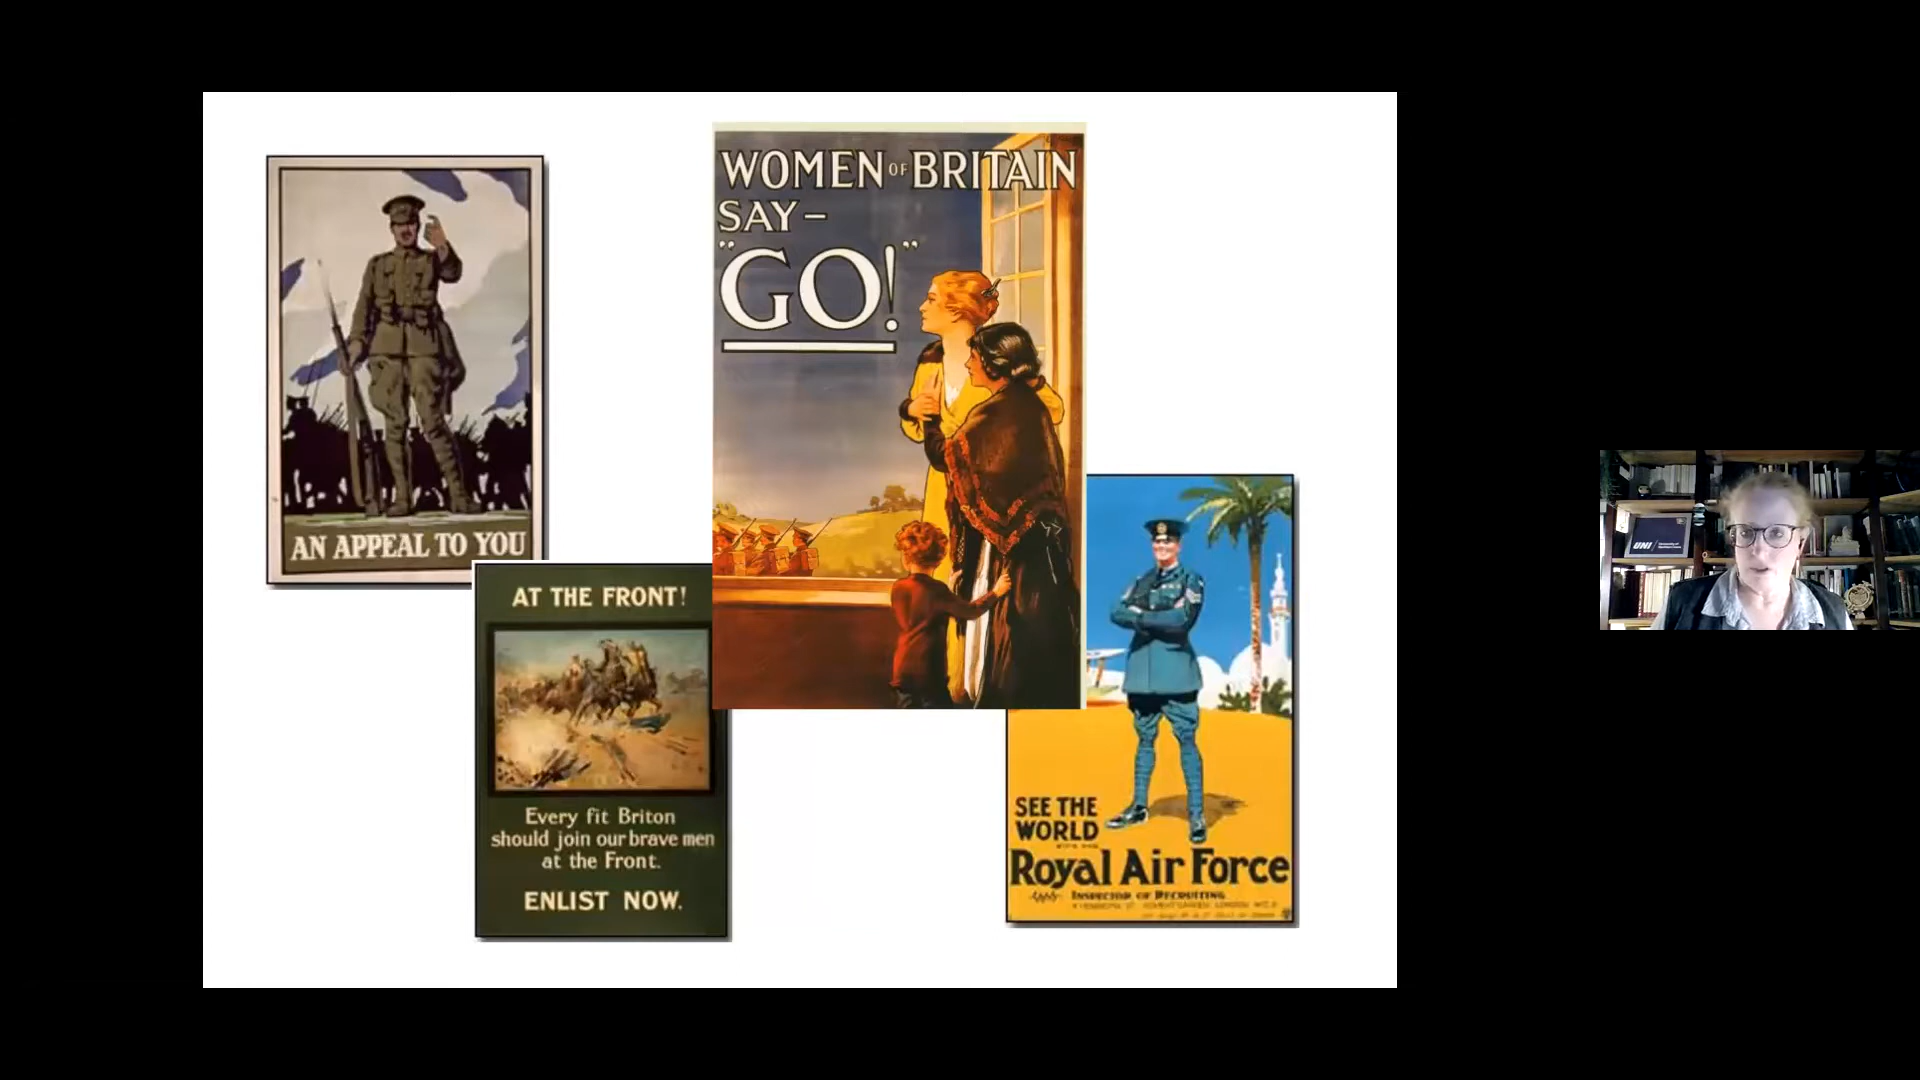 AN APPEAL TO YOU
AT THE FRONT!
Every fit Briton
should join our brave men
at the Front.
ENLIST NOW.
WOMEN OF BRITAIN
SAY–
"GO!"
SEE THE
WORLD
Royal Air Force
INSPECTOR OF RECRUITING
UNI